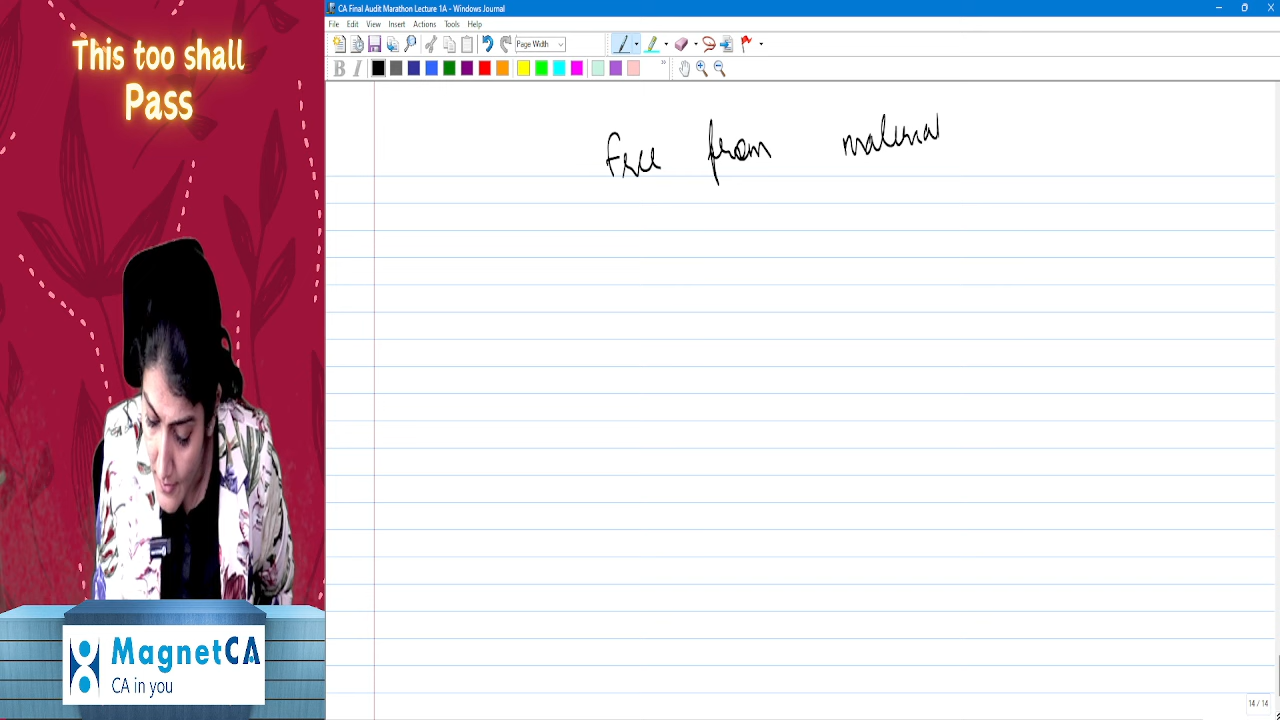 This too shall
Pass
CA Final Audit Marathon Lecture 1A - Windows Journal
File Edit View Insert Actions Tools Help
Page Width
B I
Free from material
MagnetCA
CA in you
14 / 14